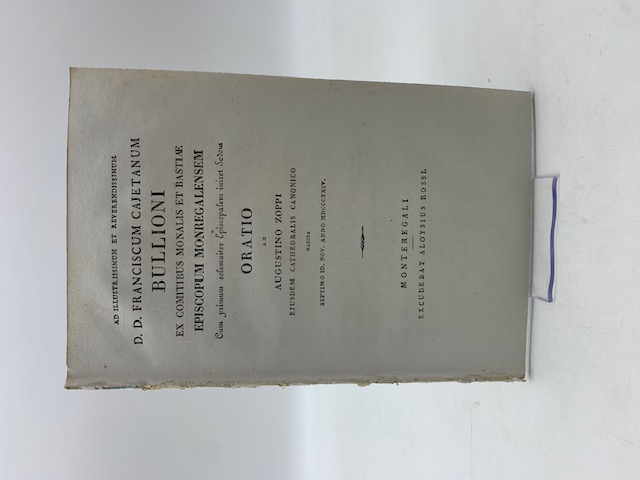 AD ILLUSTRISSIMUM ET REVERENDISSIMUM
D. D. FRANCISCUM CAJETANUM
BULLIONI
EX COMITIBUS MONALIS ET BASTIÆ
EPISCOPUM MONREGALENSEM
Cum primum solemniter Episcopalem iniret Sedem
ORATIO
AB
AUGUSTINO ZOPPI
EJUSDEM CATHEDRALIS CANONICO
HABITA
SEPTIMO ID. NOV. ANNO MDCCCXXIV.
MONTEREGALI
EXCUDEBAT ALOYSIUS ROSSI.